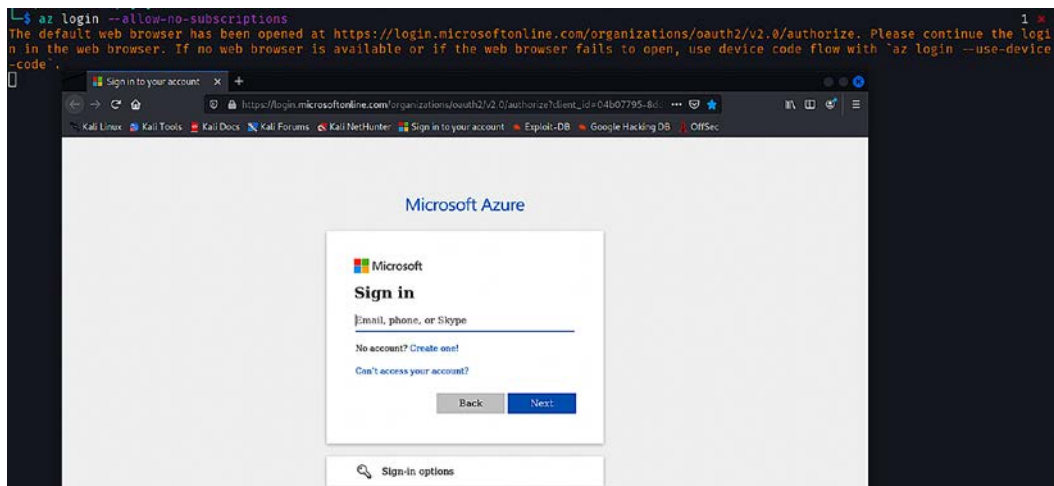 $ az login --allow-no-subscriptions 1
The default web browser has been opened at https://login.microsoftonline.com/organizations/oauth2/v2.0/authorize. Please continue the logi
n in the web browser. If no web browser is available or if the web browser fails to open, use device code flow with `az login --use-device
-code`.
Sign in to your account
https://login.microsoftonline.com/organizations/oauth2/v2.0/authorize?client_id=04b07795-8d
Kali Linux Kali Tools Kali Docs Kali Forums Kali NetHunter Sign in to your account Exploit-DB Google Hacking DB OffSec
Microsoft Azure
Microsoft
Sign in
Email, phone, or Skype
No account? Create one!
Can't access your account?
Back Next
Sign-in options